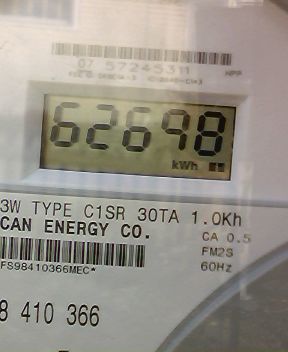 07 57245311
62698
kWh
3W TYPE C1SR 30TA 1.0Kh
CAN ENERGY CO.
CA 0.5
FM2S
60Hz
FS98410366MEC*
8 410 366